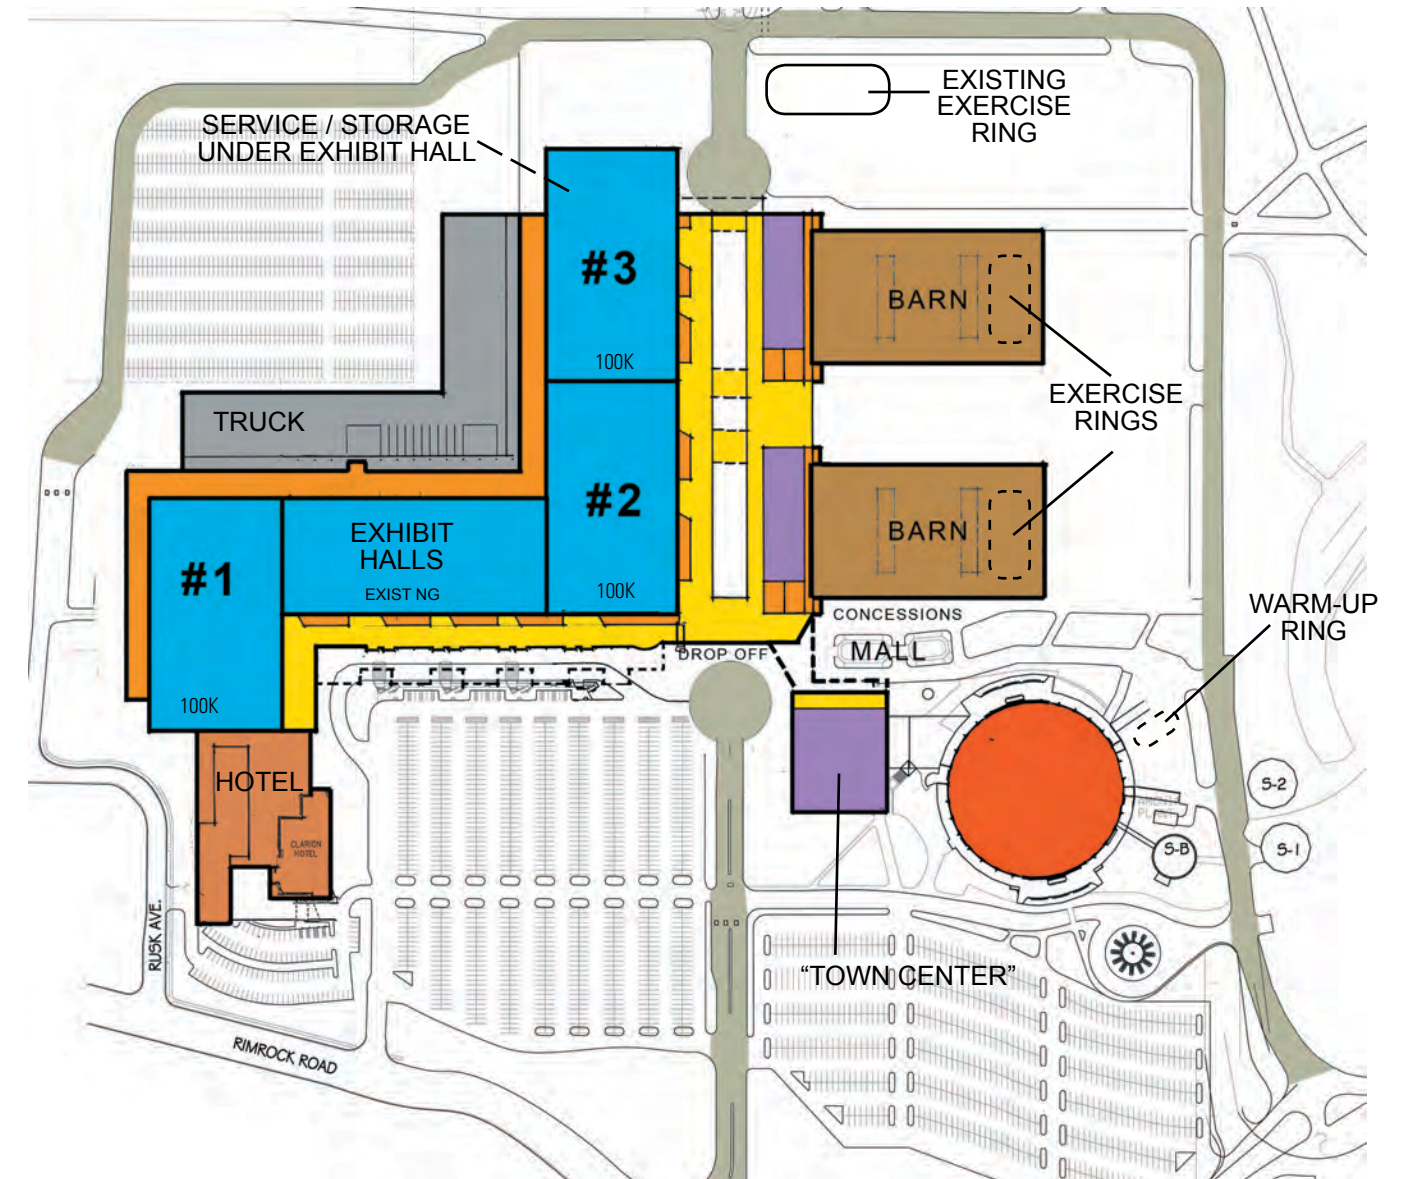 EXISTING
EXERCISE
RING
SERVICE / STORAGE
UNDER EXHIBIT HALL
#3
100K
BARN
EXERCISE
RINGS
TRUCK
#2
100K
EXHIBIT
HALLS
EXIST NG
BARN
#1
100K
CONCESSIONS
MALL
DROP OFF
WARM-UP
RING
HOTEL
CLARION
HOTEL
S-2
S-B
S-1
RUSK AVE.
"TOWN CENTER"
RIMROCK ROAD